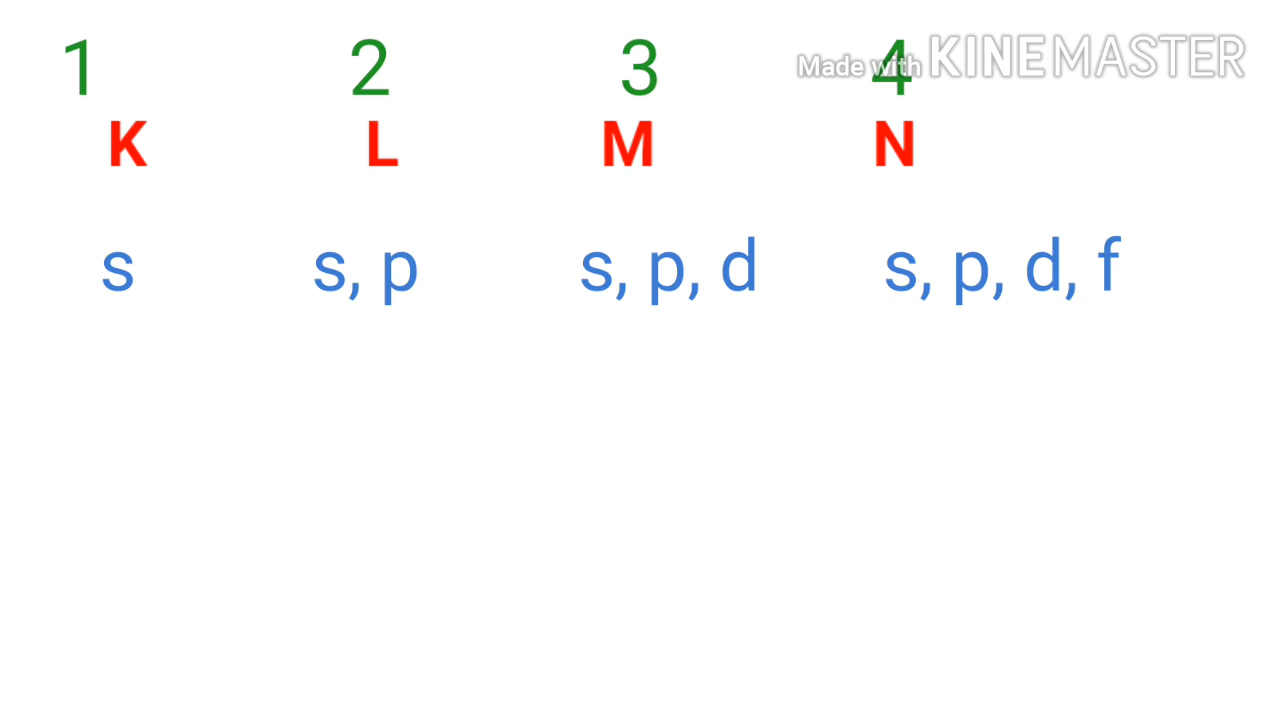 1 2 3 4
Made with KINEMASTER
K L M N
s s, p s, p, d s, p, d, f